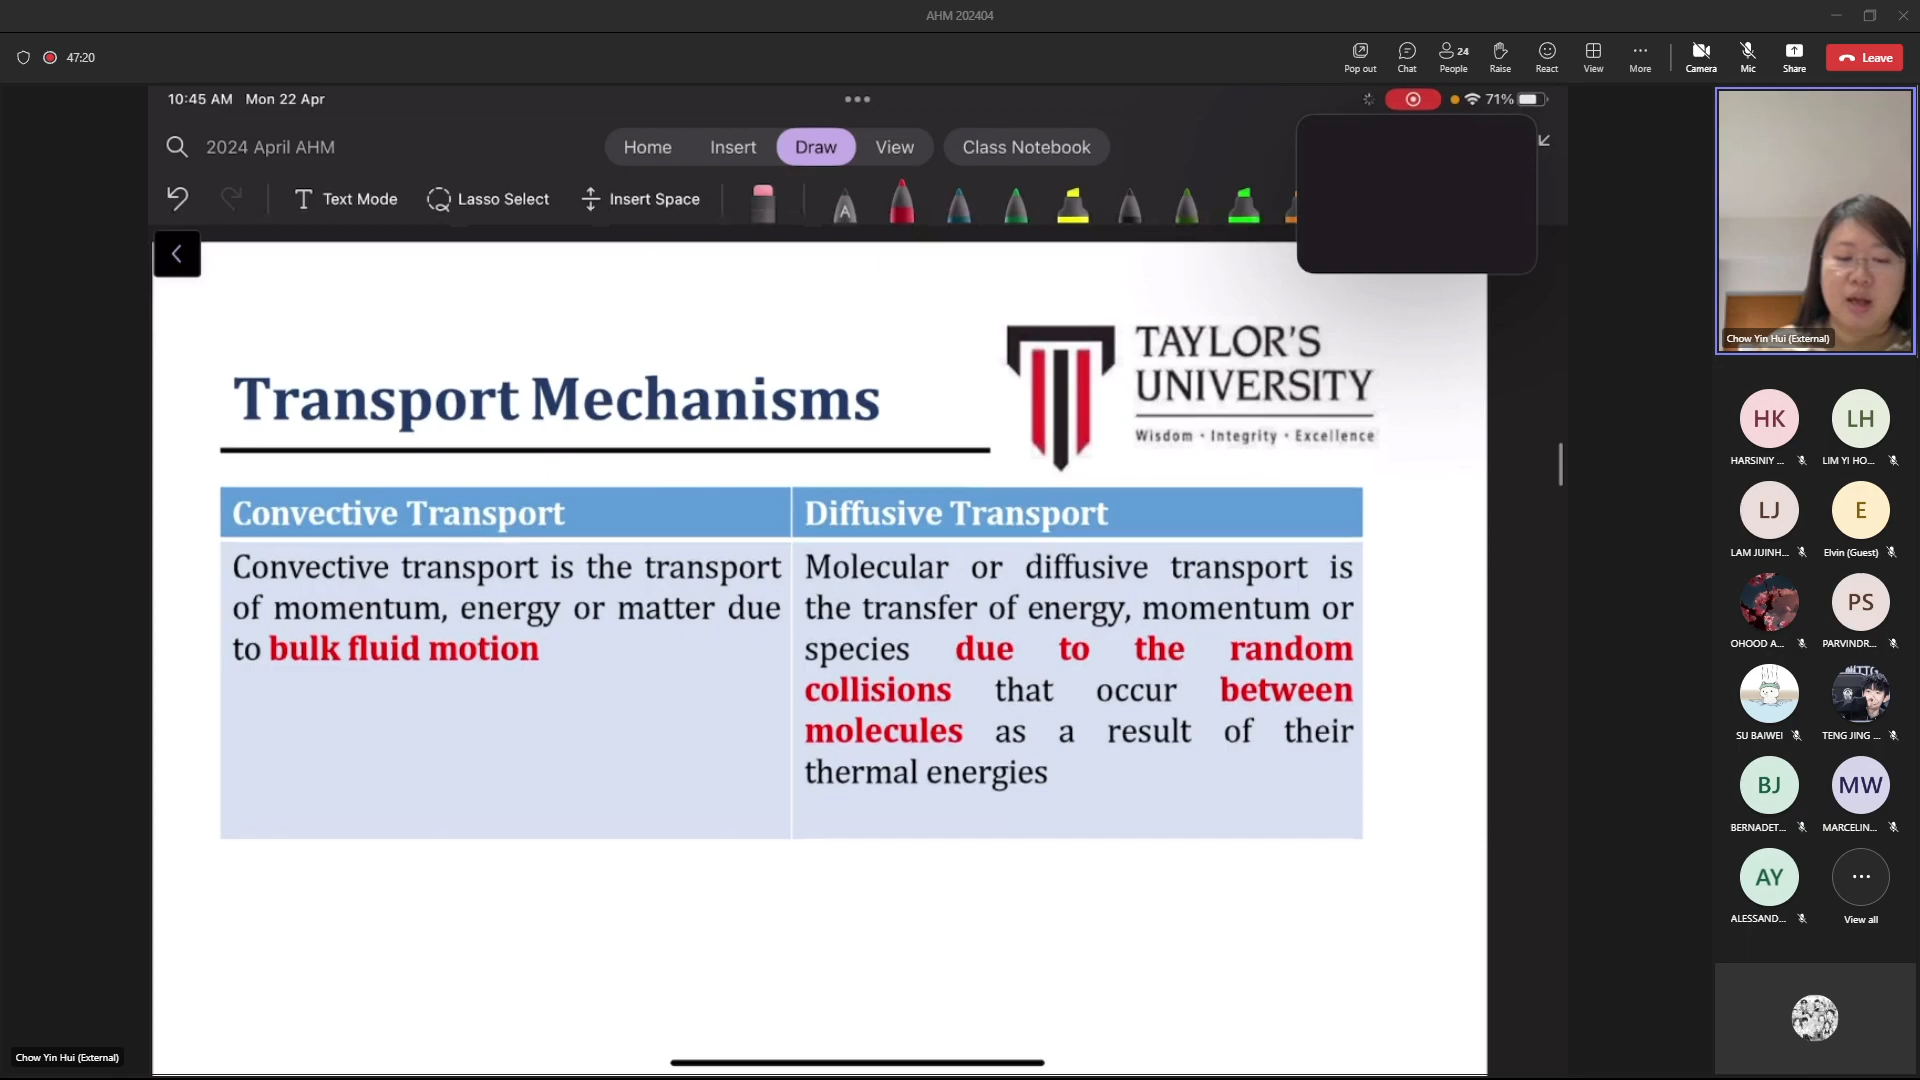 AHM 202404
47:20
Pop out
Chat
24
People
Raise
React
View
More
Camera
Mic
Share
Leave
10:45 AM Mon 22 Apr
71%
2024 April AHM
Home
Insert
Draw
View
Class Notebook
Text Mode
Lasso Select
Insert Space
A
Transport Mechanisms
TAYLOR'S
UNIVERSITY
Wisdom · Integrity · Excellence
Convective Transport
Convective transport is the transport
of momentum, energy or matter due
to bulk fluid motion
Diffusive Transport
Molecular or diffusive transport is
the transfer of energy, momentum or
species due to the random
collisions that occur between
molecules as a result of their
thermal energies
Chow Yin Hui (External)
HK
HARSINIY ...
LH
LIM YI HO...
LJ
LAM JUINH...
E
Elvin (Guest)
OHOOD A...
PS
PARVINDR...
SU BAIWEI
TENG JING ...
BJ
BERNADET...
MW
MARCELIN...
AY
ALESSAND...
View all
Chow Yin Hui (External)